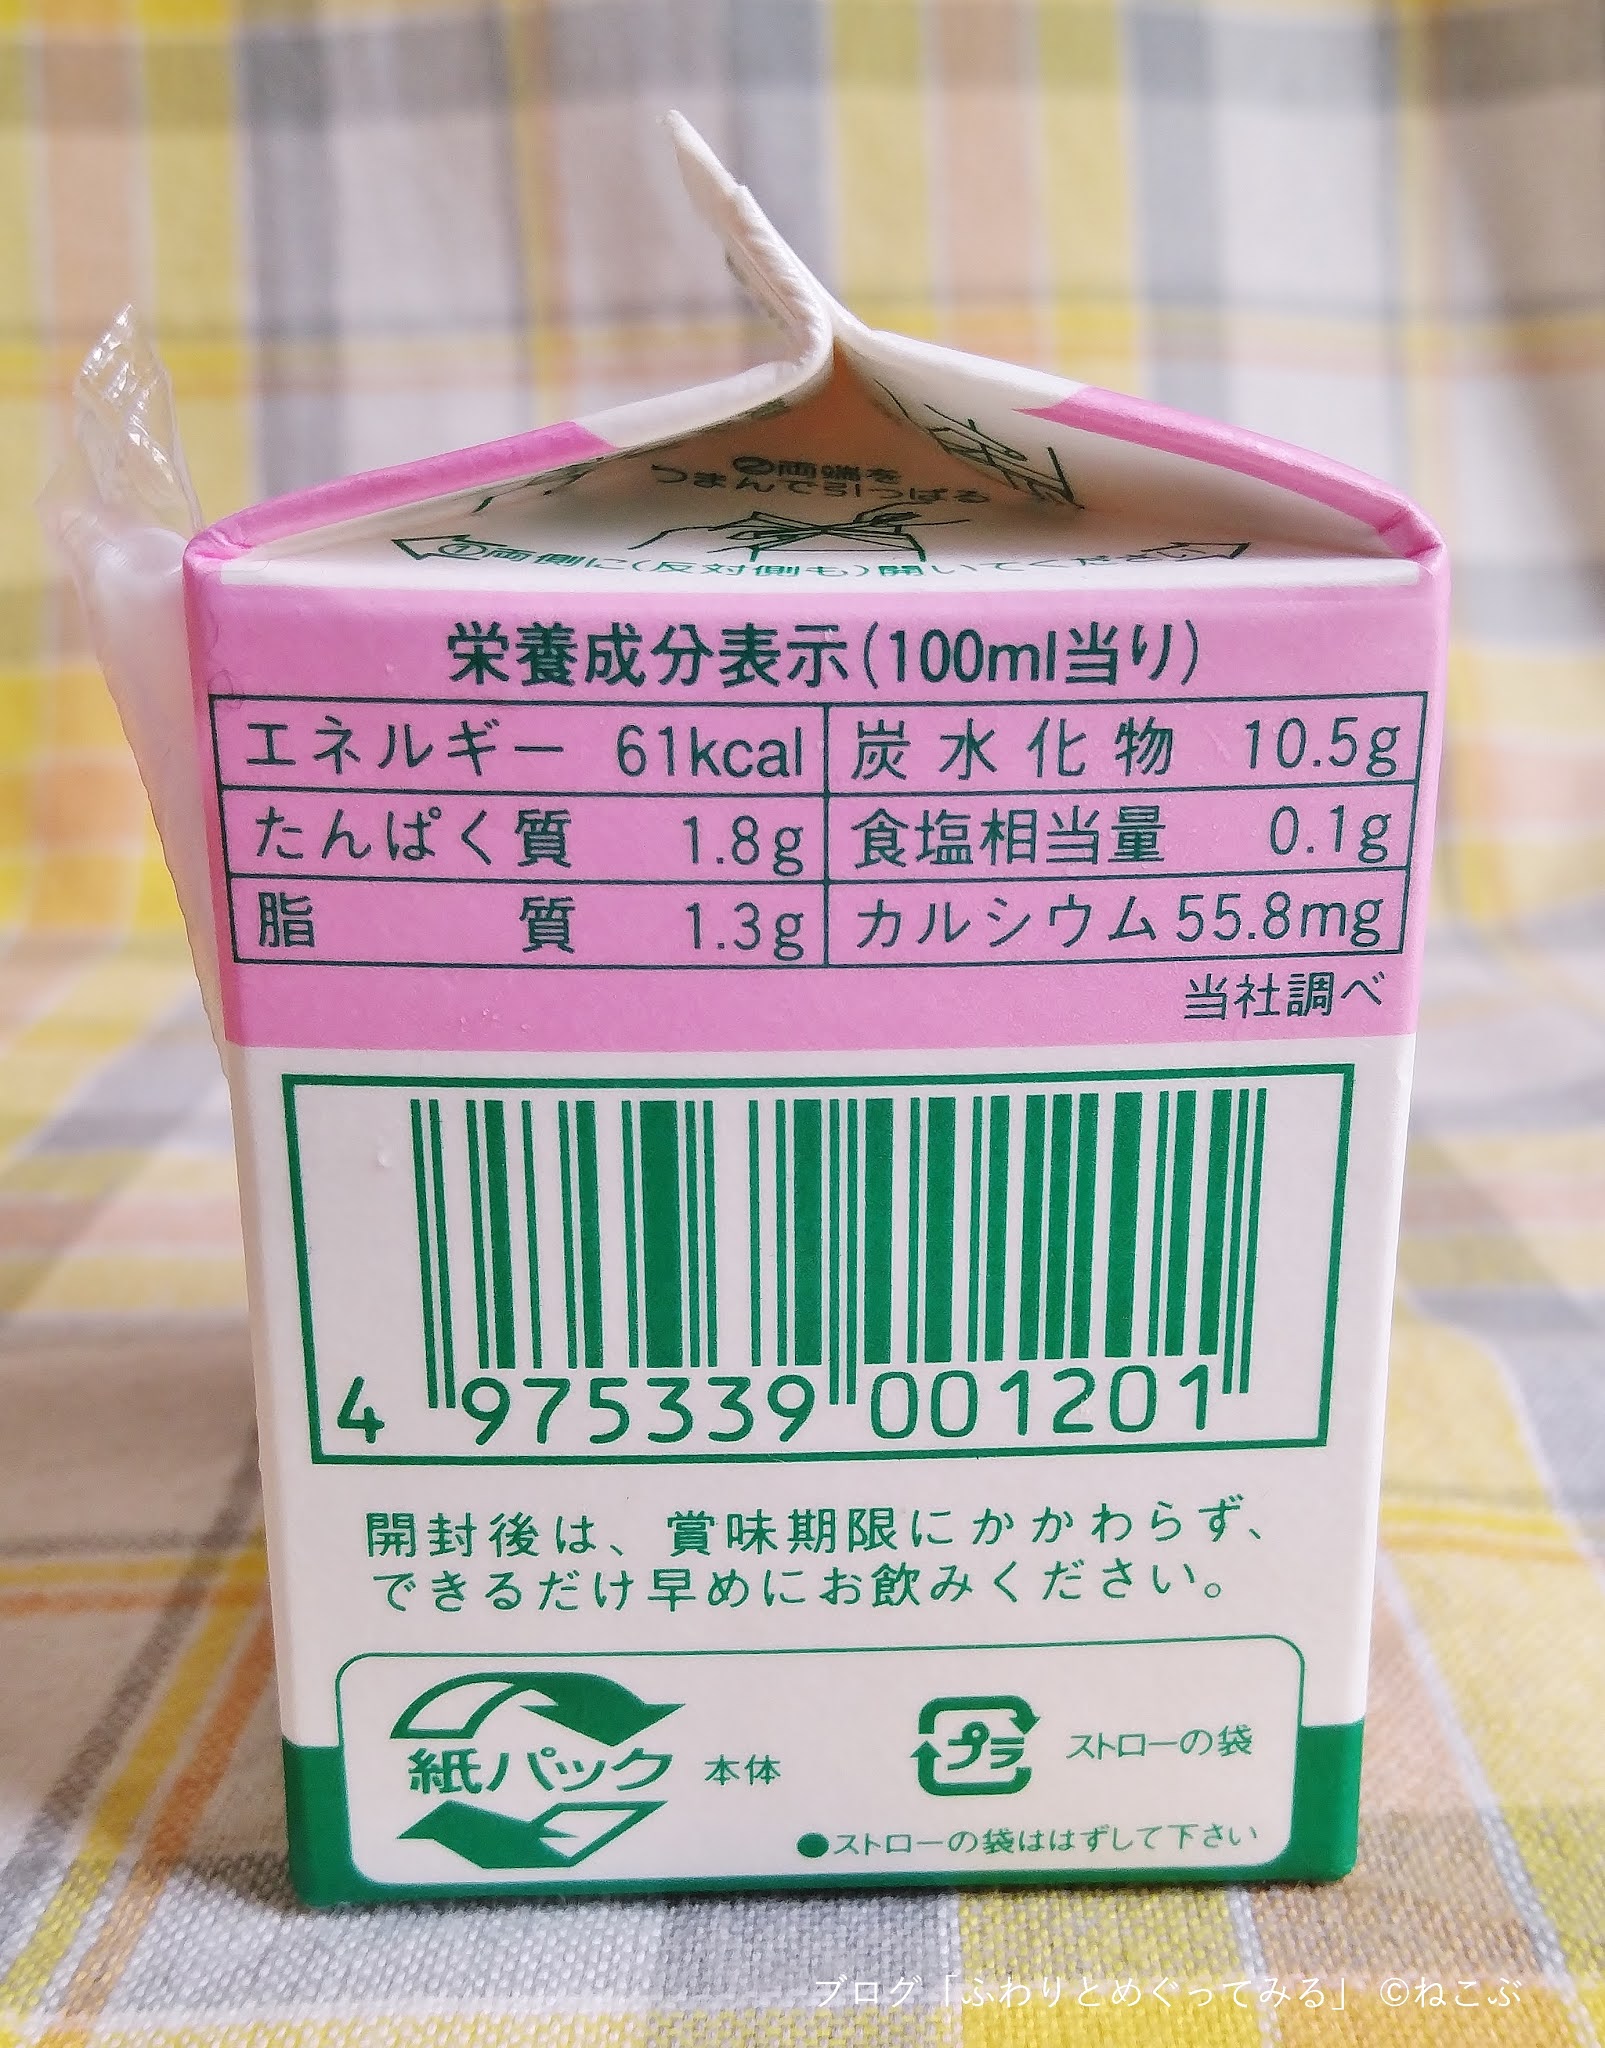 ②両端を
つまんで引っぱる
①両側に(反対側も)開いてください
栄養成分表示(100ml当り)
エネルギー 61kcal 炭水化物 10.5g
たんぱく質 1.8g 食塩相当量 0.1g
脂質 1.3g カルシウム 55.8mg
当社調べ
4 975339 001201
開封後は、賞味期限にかかわらず、
できるだけ早めにお飲みください。
紙パック 本体 プラ ストローの袋
●ストローの袋ははずして下さい
ブログ「ふわりとめぐってみる」 ©ねこぶ